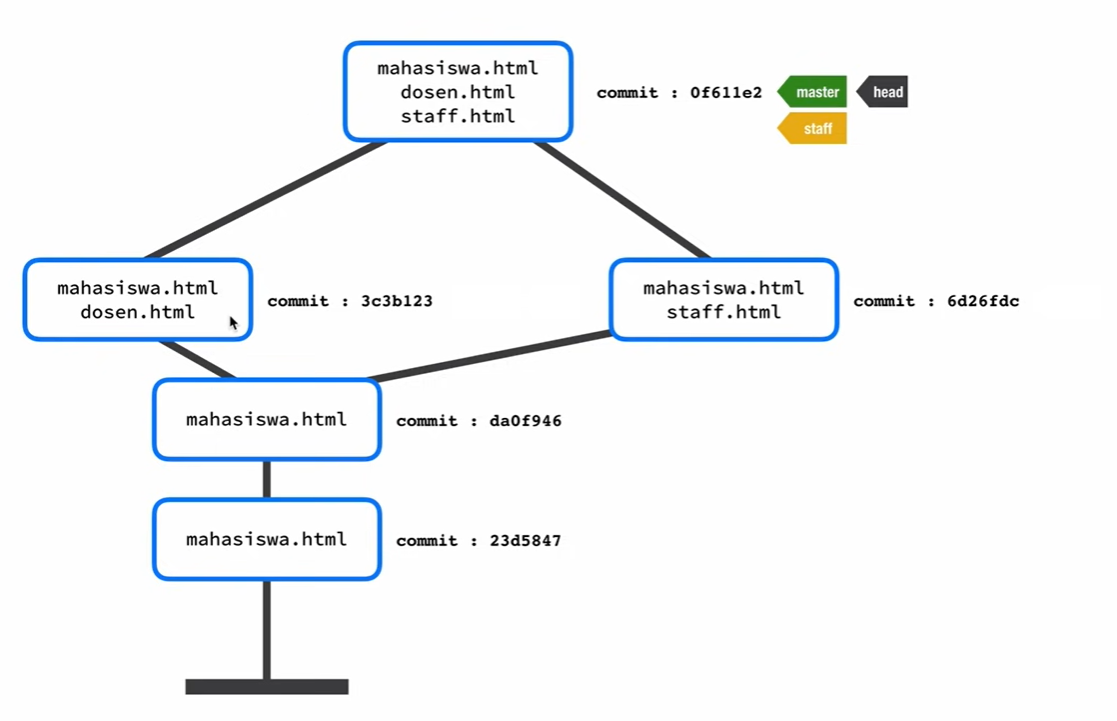 mahasiswa.html
dosen.html
staff.html
commit : 0f611e2
master
head
staff
mahasiswa.html
dosen.html
commit : 3c3b123
mahasiswa.html
staff.html
commit : 6d26fdc
mahasiswa.html
commit : da0f946
mahasiswa.html
commit : 23d5847